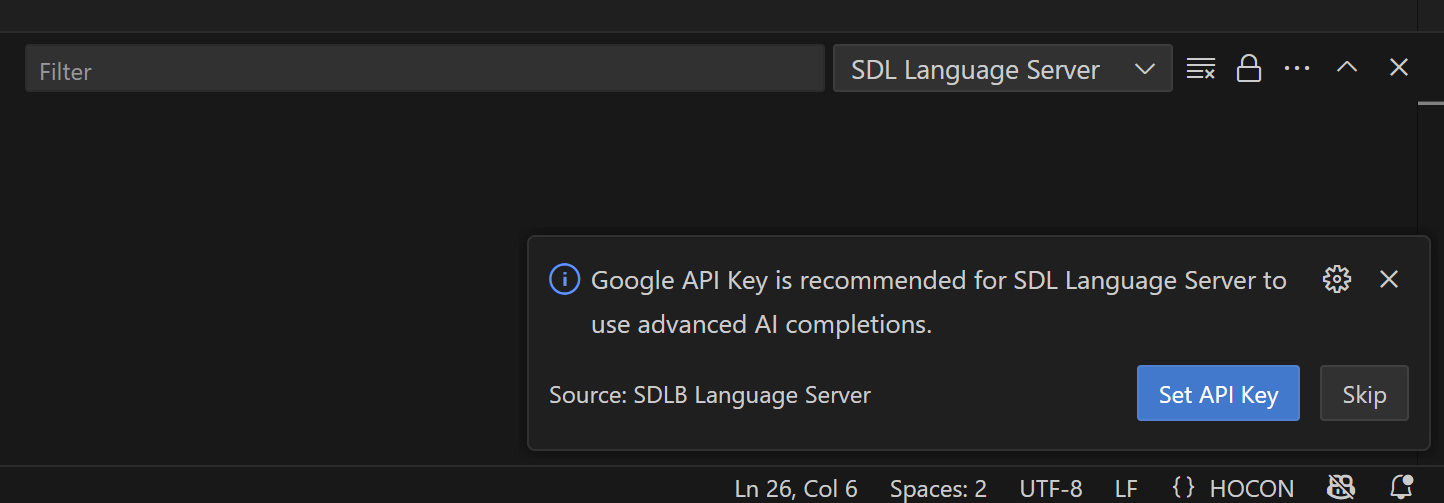 Filter
SDL Language Server
Google API Key is recommended for SDL Language Server to
use advanced AI completions.
Source: SDLB Language Server
Set API Key
Skip
Ln 26, Col 6 Spaces: 2 UTF-8 LF {} HOCON